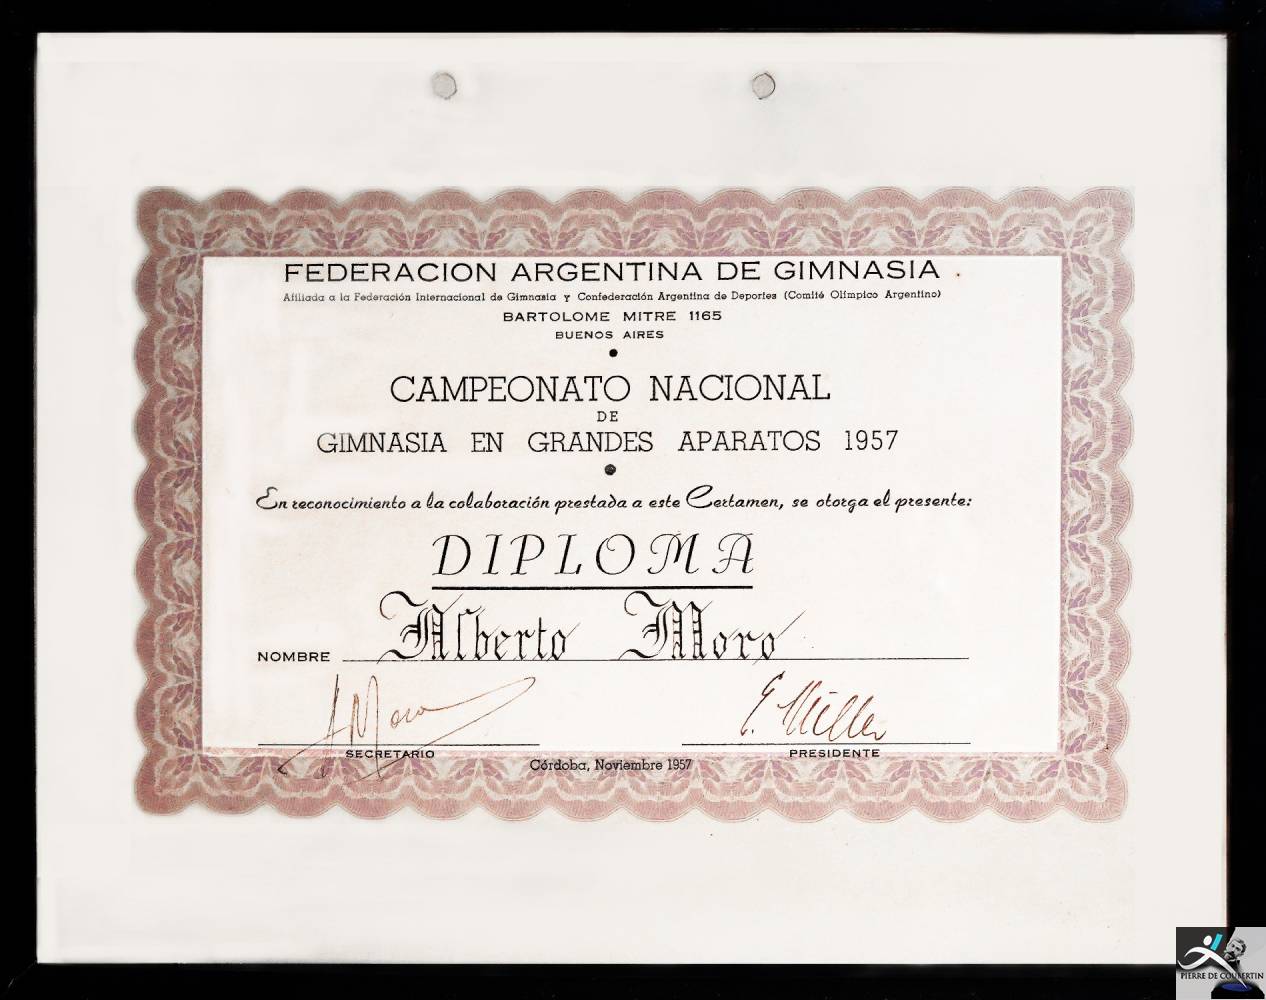 FEDERACION ARGENTINA DE GIMNASIA
Afiliada a la Federación Internacional de Gimnasia y Confederación Argentina de Deportes (Comité Olímpico Argentino)
BARTOLOME MITRE 1165
BUENOS AIRES
CAMPEONATO NACIONAL
DE
GIMNASIA EN GRANDES APARATOS 1957
En reconocimiento a la colaboración prestada a este Certamen, se otorga el presente:
DIPLOMA
NOMBRE Alberto Moro
A Moro
E. Müller
SECRETARIO
PRESIDENTE
Córdoba, Noviembre 1957
PIERRE DE COUBERTIN